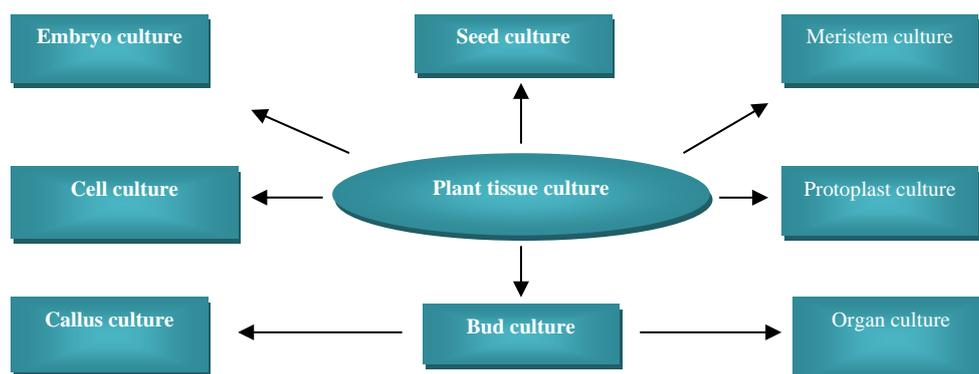 Embryo culture
Seed culture
Meristem culture
Cell culture
Plant tissue culture
Protoplast culture
Callus culture
Bud culture
Organ culture